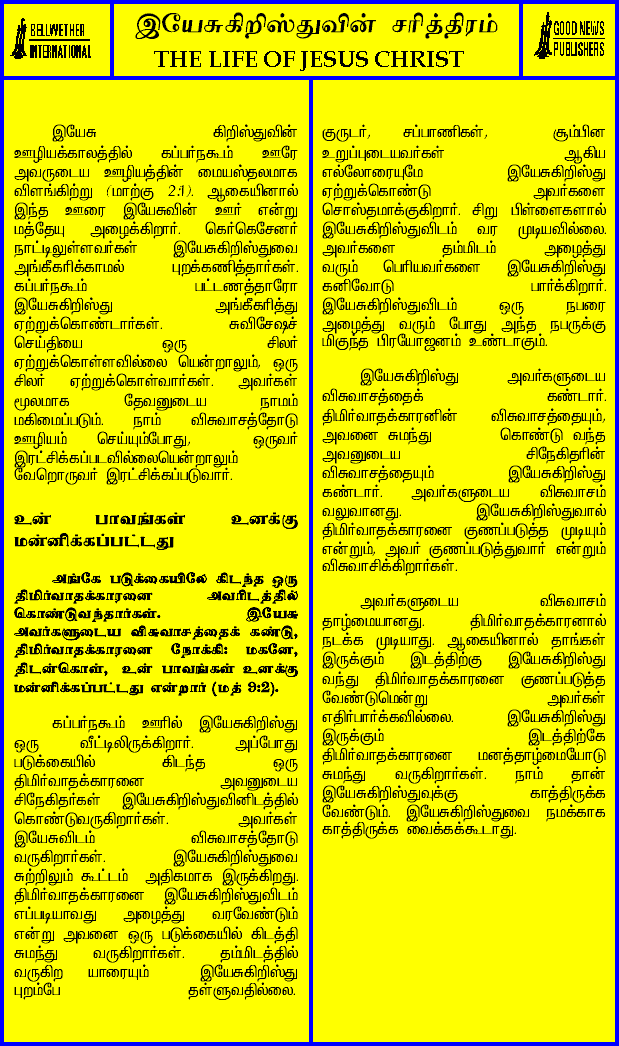 BELLWETHER
INTERNATIONAL
இயேசுகிறிஸ்துவின் சரித்திரம்
THE LIFE OF JESUS CHRIST
GOOD NEWS
PUBLISHERS
இயேசு கிறிஸ்துவின்
ஊழியக்காலத்தில் கப்பர்நகூம் ஊரே
அவருடைய ஊழியத்தின் மையஸ்தலமாக
விளங்கிற்று (மாற்கு 2:1). ஆகையினால்
இந்த ஊரை இயேசுவின் ஊர் என்று
மத்தேயு அழைக்கிறார். கெர்கெசேனர்
நாட்டிலுள்ளவர்கள் இயேசுகிறிஸ்துவை
அங்கீகரிக்காமல் புறக்கணித்தார்கள்.
கப்பர்நகூம் பட்டணத்தாரோ
இயேசுகிறிஸ்து அங்கீகரித்து
ஏற்றுக்கொண்டார்கள். சுவிசேஷச்
செய்தியை ஒரு சிலர்
ஏற்றுக்கொள்ளவில்லை யென்றாலும், ஒரு
சிலர் ஏற்றுக்கொள்வார்கள். அவர்கள்
மூலமாக தேவனுடைய நாமம்
மகிமைப்படும். நாம் விசுவாசத்தோடு
ஊழியம் செய்யும்போது, ஒருவர்
இரட்சிக்கப்படவில்லையென்றாலும்
வேறொருவர் இரட்சிக்கப்படுவார்.
உன் பாவங்கள் உனக்கு
மன்னிக்கப்பட்டது
அங்கே படுக்கையிலே கிடந்த ஒரு
திமிர்வாதக்காரனை அவரிடத்தில்
கொண்டுவந்தார்கள். இயேசு
அவர்களுடைய விசுவாசத்தைக் கண்டு,
திமிர்வாதக்காரனை நோக்கி: மகனே,
திடன்கொள், உன் பாவங்கள் உனக்கு
மன்னிக்கப்பட்டது என்றார் (மத் 9:2).
கப்பர்நகூம் ஊரில் இயேசுகிறிஸ்து
ஒரு வீட்டிலிருக்கிறார். அப்போது
படுக்கையில் கிடந்த ஒரு
திமிர்வாதக்காரனை அவனுடைய
சிநேகிதர்கள் இயேசுகிறிஸ்துவினிடத்தில்
கொண்டுவருகிறார்கள். அவர்கள்
இயேசுவிடம் விசுவாசத்தோடு
வருகிறார்கள். இயேசுகிறிஸ்துவை
சுற்றிலும் கூட்டம் அதிகமாக இருக்கிறது.
திமிர்வாதக்காரனை இயேசுகிறிஸ்துவிடம்
எப்படியாவது அழைத்து வரவேண்டும்
என்று அவனை ஒரு படுக்கையில் கிடத்தி
சுமந்து வருகிறார்கள். தம்மிடத்தில்
வருகிற யாரையும் இயேசுகிறிஸ்து
புறம்பே தள்ளுவதில்லை.
குருடர், சப்பாணிகள், சூம்பின
உறுப்புடையவர்கள் ஆகிய
எல்லோரையுமே இயேசுகிறிஸ்து
ஏற்றுக்கொண்டு அவர்களை
சொஸ்தமாக்குகிறார். சிறு பிள்ளைகளால்
இயேசுகிறிஸ்துவிடம் வர முடியவில்லை.
அவர்களை தம்மிடம் அழைத்து
வரும் பெரியவர்களை இயேசுகிறிஸ்து
கனிவோடு பார்க்கிறார்.
இயேசுகிறிஸ்துவிடம் ஒரு நபரை
அழைத்து வரும் போது அந்த நபருக்கு
மிகுந்த பிரயோஜனம் உண்டாகும்.
இயேசுகிறிஸ்து அவர்களுடைய
விசுவாசத்தைக் கண்டார்.
திமிர்வாதக்காரனின் விசுவாசத்தையும்,
அவனை சுமந்து கொண்டு வந்த
அவனுடைய சிநேகிதரின்
விசுவாசத்தையும் இயேசுகிறிஸ்து
கண்டார். அவர்களுடைய விசுவாசம்
வலுவானது. இயேசுகிறிஸ்துவால்
திமிர்வாதக்காரனை குணப்படுத்த முடியும்
என்றும், அவர் குணப்படுத்துவார் என்றும்
விசுவாசிக்கிறார்கள்.
அவர்களுடைய விசுவாசம்
தாழ்மையானது. திமிர்வாதக்காரனால்
நடக்க முடியாது. ஆகையினால் தாங்கள்
இருக்கும் இடத்திற்கு இயேசுகிறிஸ்து
வந்து திமிர்வாதக்காரனை குணப்படுத்த
வேண்டுமென்று அவர்கள்
எதிர்பார்க்கவில்லை. இயேசுகிறிஸ்து
இருக்கும் இடத்திற்கே
திமிர்வாதக்காரனை மனத்தாழ்மையோடு
சுமந்து வருகிறார்கள். நாம் தான்
இயேசுகிறிஸ்துவுக்கு காத்திருக்க
வேண்டும். இயேசுகிறிஸ்துவை நமக்காக
காத்திருக்க வைக்கக்கூடாது.